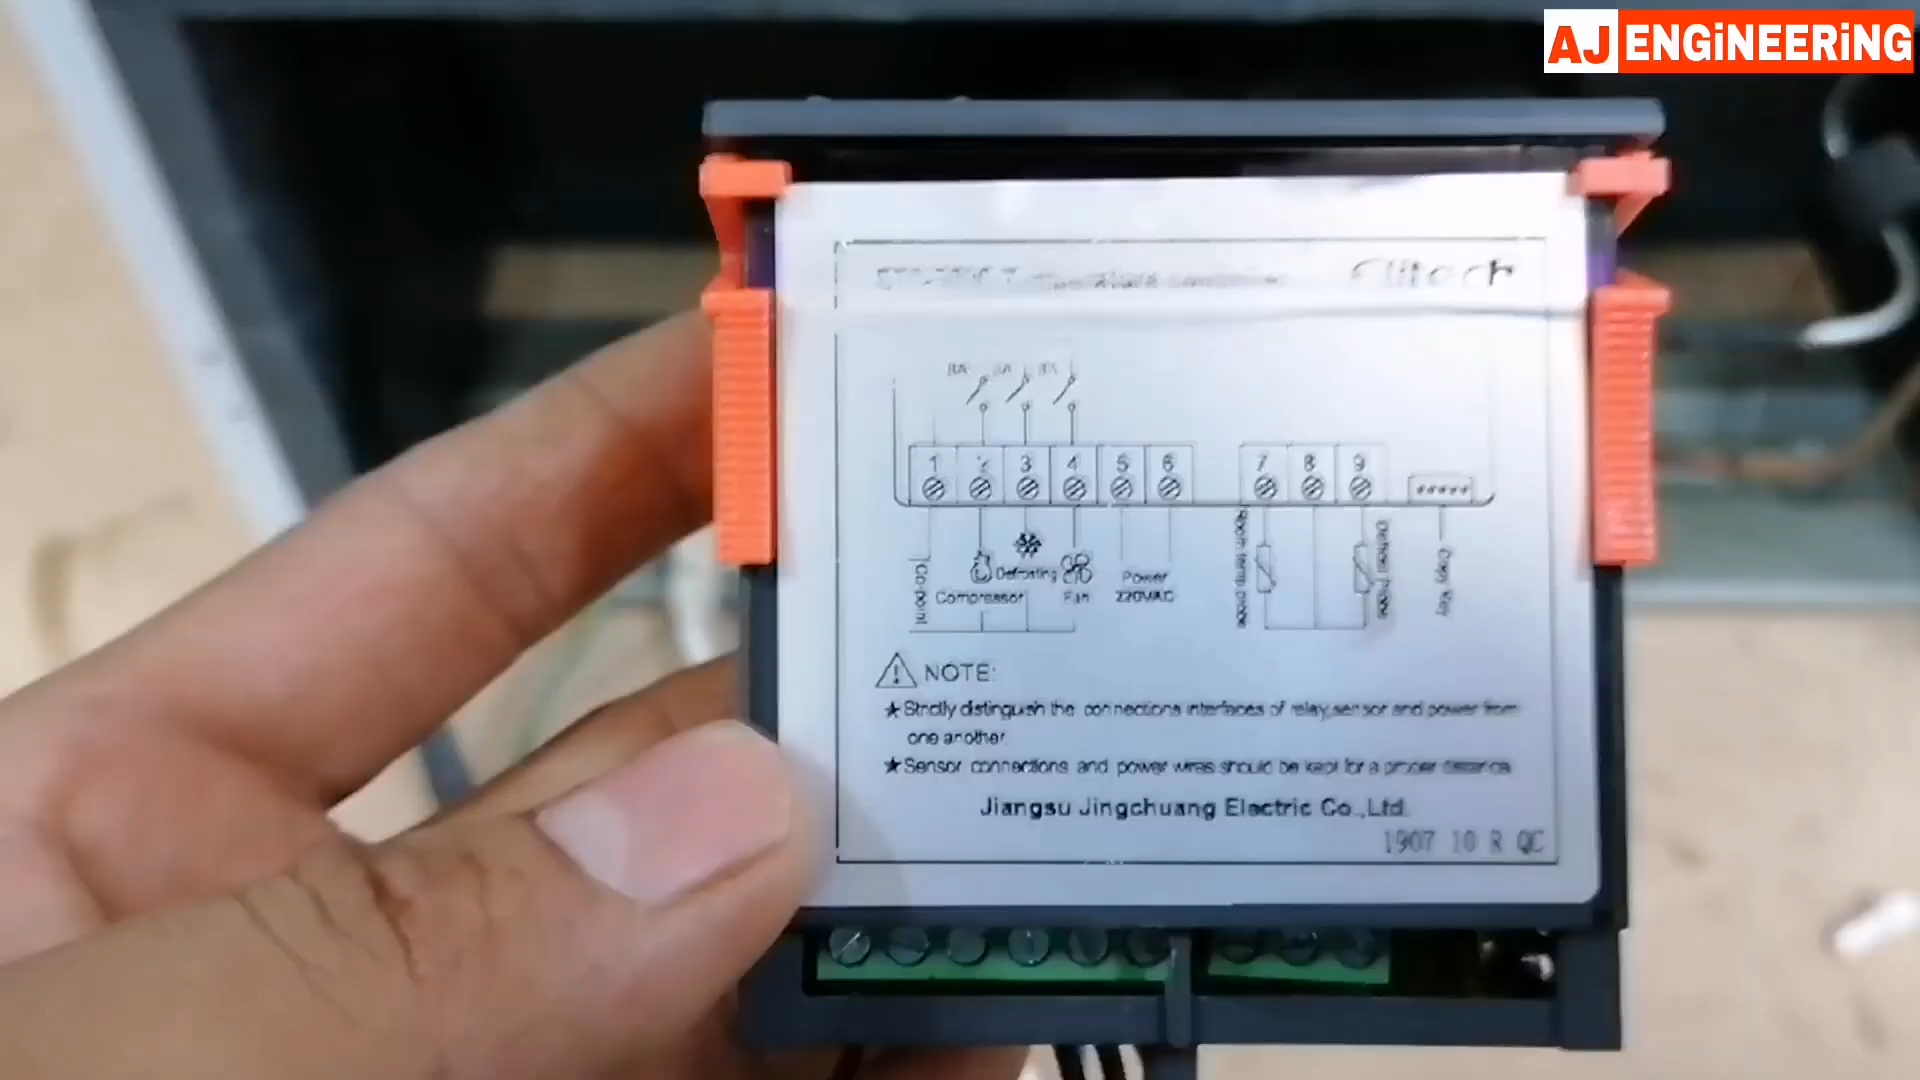 AJ ENGiNEERiNG
Elitech
1 2 3 4 5 6 7 8 9
Co point
Compressor
Defrosting
Fan
Power
220VAC
Room temp probe
Defrost probe
Copy Key
NOTE:
★Strictly distinguish the connections interfaces of relay, sensor and power from
one another.
★Sensor connections and power wires should be kept for a proper distance.
Jiangsu Jingchuang Electric Co.,Ltd.
1907 10 R QC